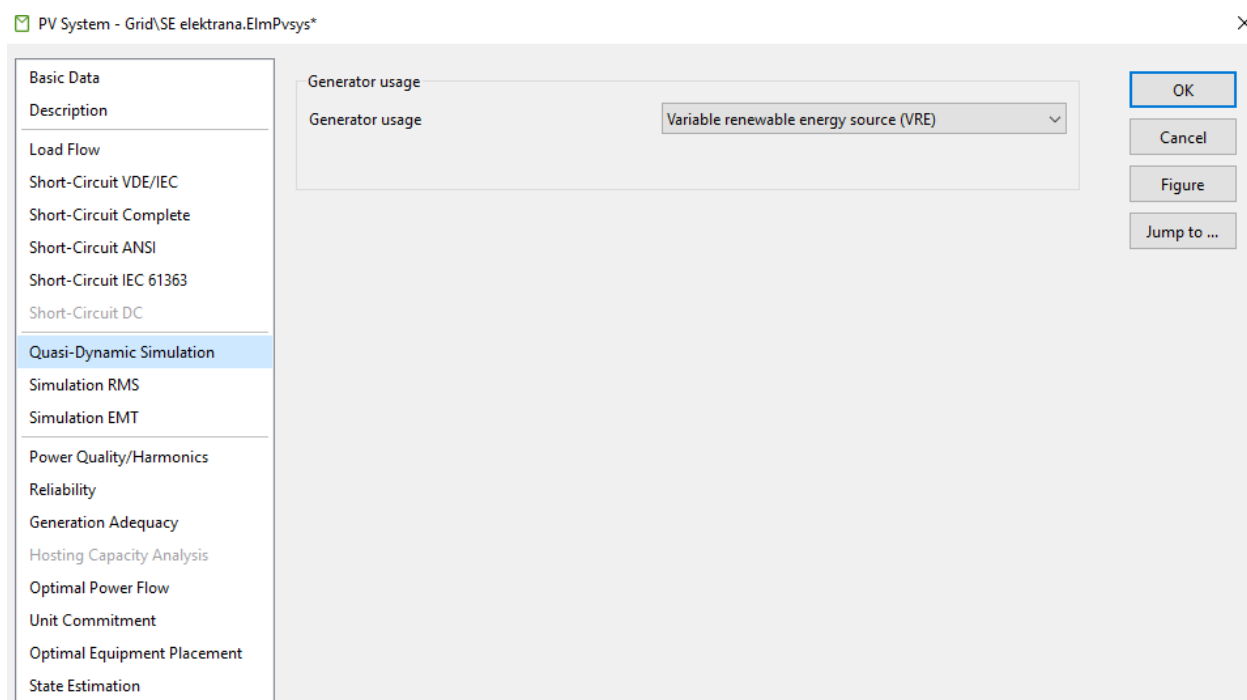 PV System - Grid\SE elektrana.ElmPvsys*
Basic Data
Description
Load Flow
Short-Circuit VDE/IEC
Short-Circuit Complete
Short-Circuit ANSI
Short-Circuit IEC 61363
Short-Circuit DC
Quasi-Dynamic Simulation
Simulation RMS
Simulation EMT
Power Quality/Harmonics
Reliability
Generation Adequacy
Hosting Capacity Analysis
Optimal Power Flow
Unit Commitment
Optimal Equipment Placement
State Estimation
Generator usage
Generator usage Variable renewable energy source (VRE)
OK
Cancel
Figure
Jump to ...